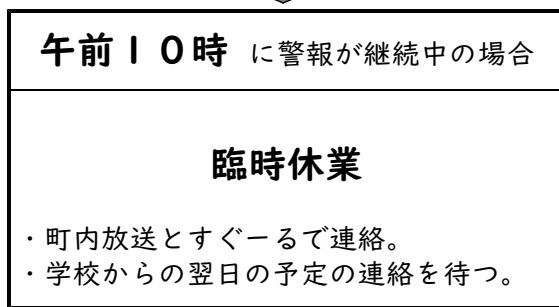 午前１０時 に警報が継続中の場合
臨時休業
・町内放送とすぐーるで連絡。
・学校からの翌日の予定の連絡を待つ。